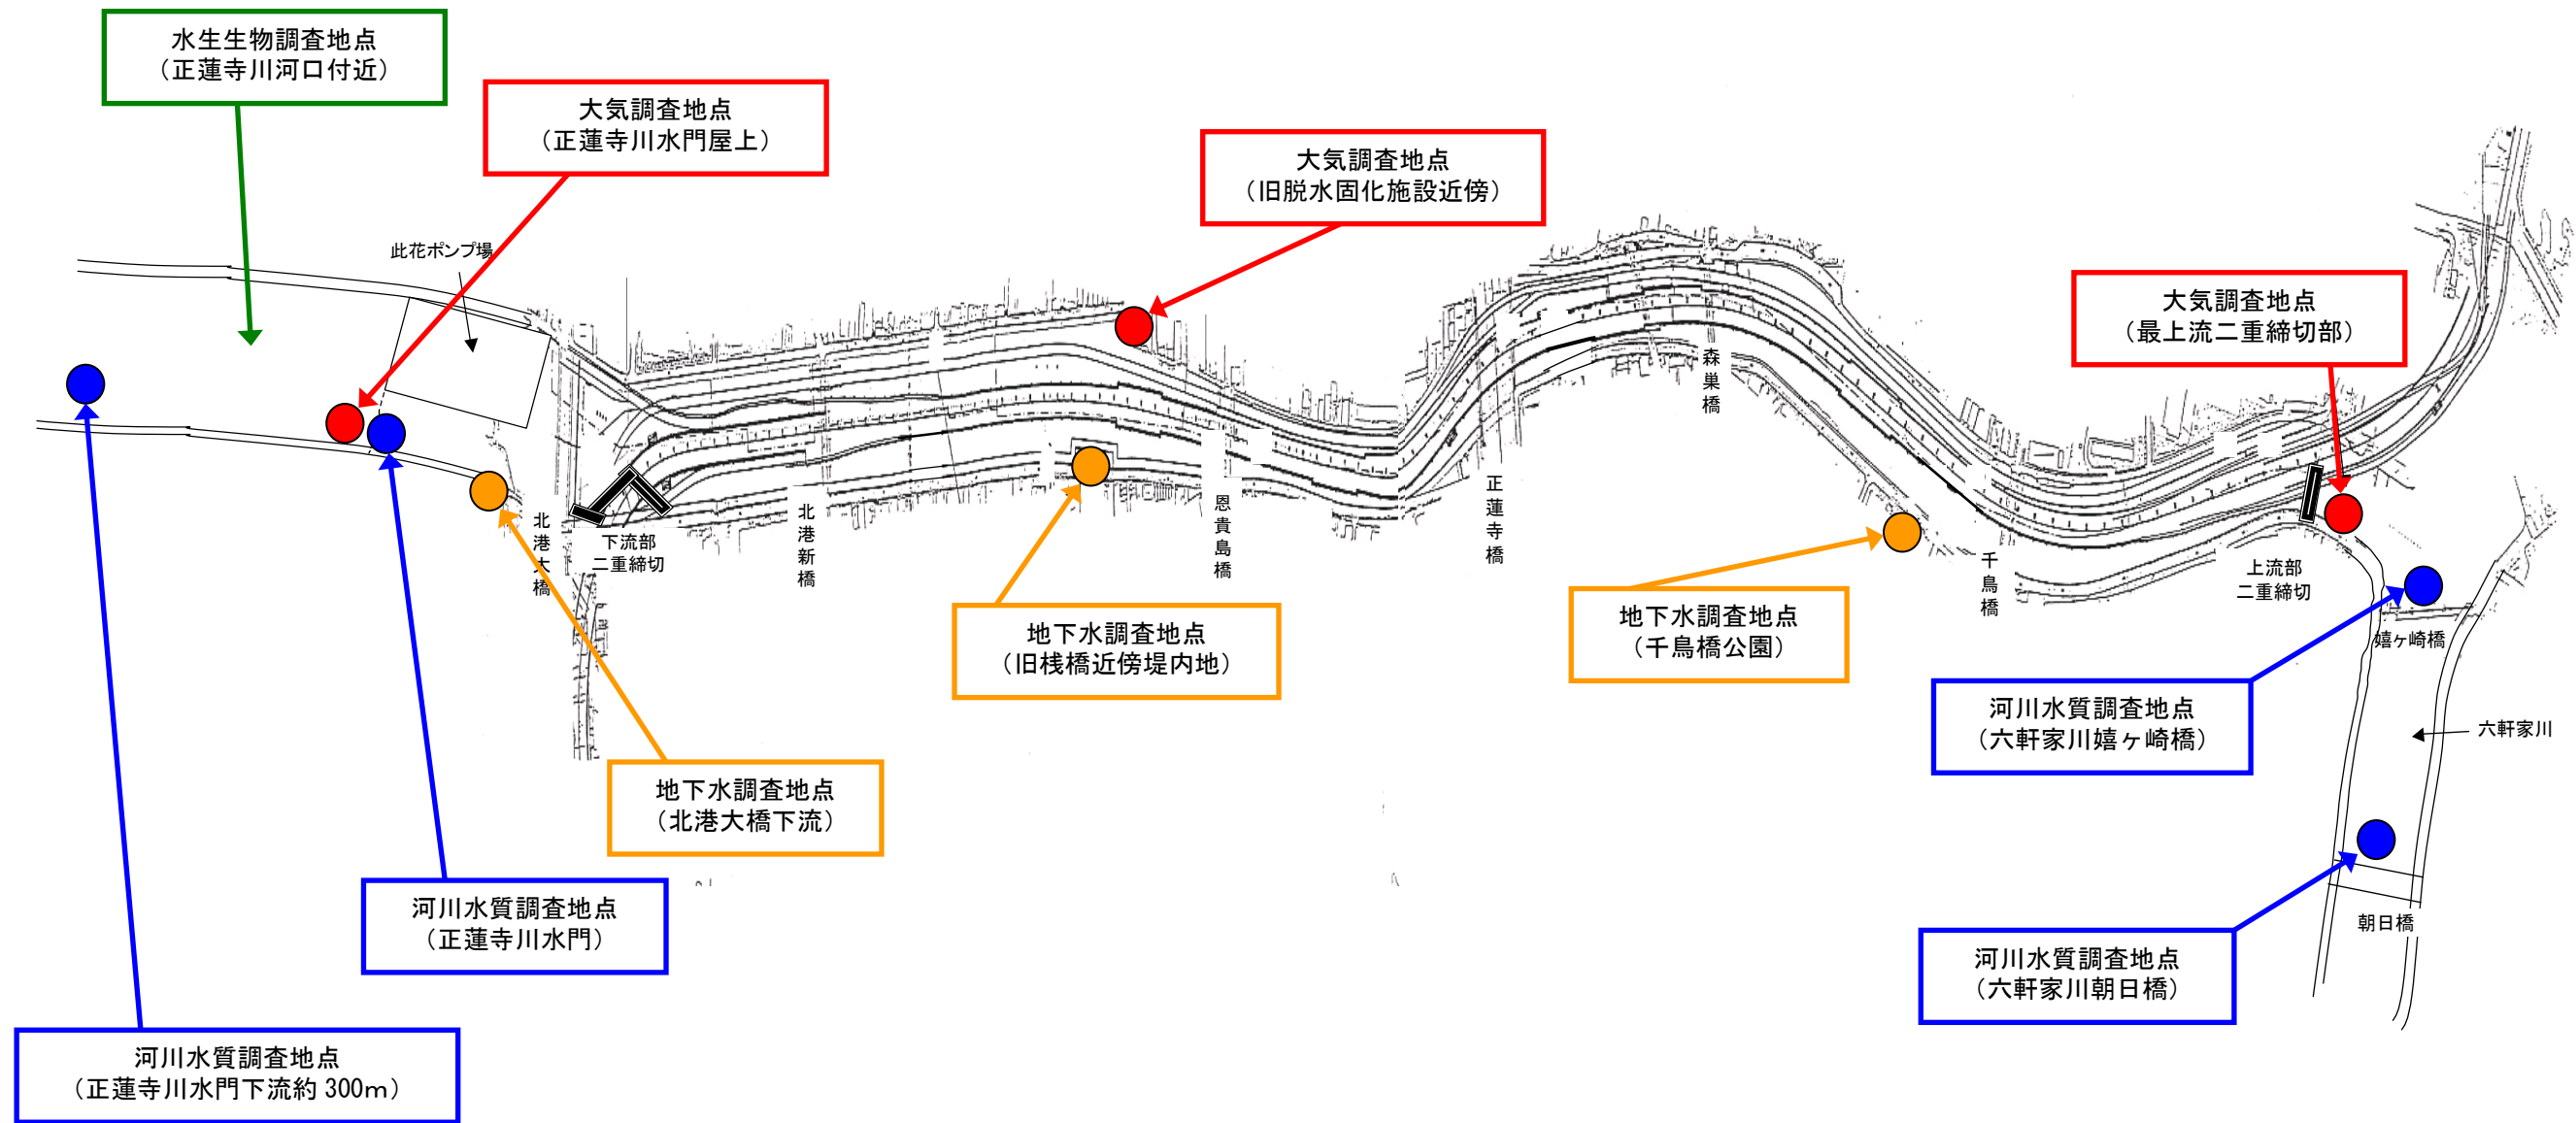 水生生物調査地点
（正蓮寺川河口付近）
大気調査地点
（正蓮寺川水門屋上）
大気調査地点
（旧脱水固化施設近傍）
此花ポンプ場
大気調査地点
（最上流二重締切部）
北港大橋
下流部
二重締切
北港新橋
恩貴島橋
正蓮寺橋
森巣橋
千鳥橋
上流部
二重締切
嬉ヶ崎橋
六軒家川
朝日橋
地下水調査地点
（旧桟橋近傍堤内地）
地下水調査地点
（千鳥橋公園）
河川水質調査地点
（六軒家川嬉ヶ崎橋）
地下水調査地点
（北港大橋下流）
河川水質調査地点
（正蓮寺川水門）
河川水質調査地点
（六軒家川朝日橋）
河川水質調査地点
（正蓮寺川水門下流約300m）